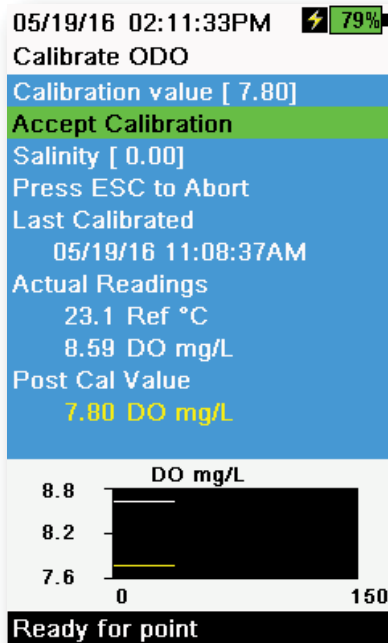 05/19/16 02:11:33PM 79%
Calibrate ODO
Calibration value [ 7.80]
Accept Calibration
Salinity [ 0.00]
Press ESC to Abort
Last Calibrated
05/19/16 11:08:37AM
Actual Readings
23.1 Ref °C
8.59 DO mg/L
Post Cal Value
7.80 DO mg/L
DO mg/L
8.8
8.2
7.6
0 150
Ready for point